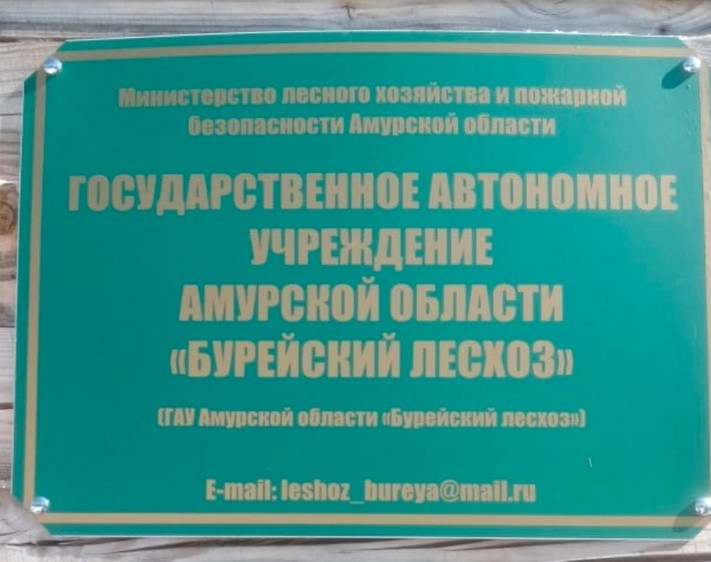 Министерство лесного хозяйства и пожарной
безопасности Амурской области
ГОСУДАРСТВЕННОЕ АВТОНОМНОЕ
УЧРЕЖДЕНИЕ
АМУРСКОЙ ОБЛАСТИ
«БУРЕЙСКИЙ ЛЕСХОЗ»
(ГАУ Амурской области «Бурейский лесхоз»)
E-mail: leshoz_bureya@mail.ru